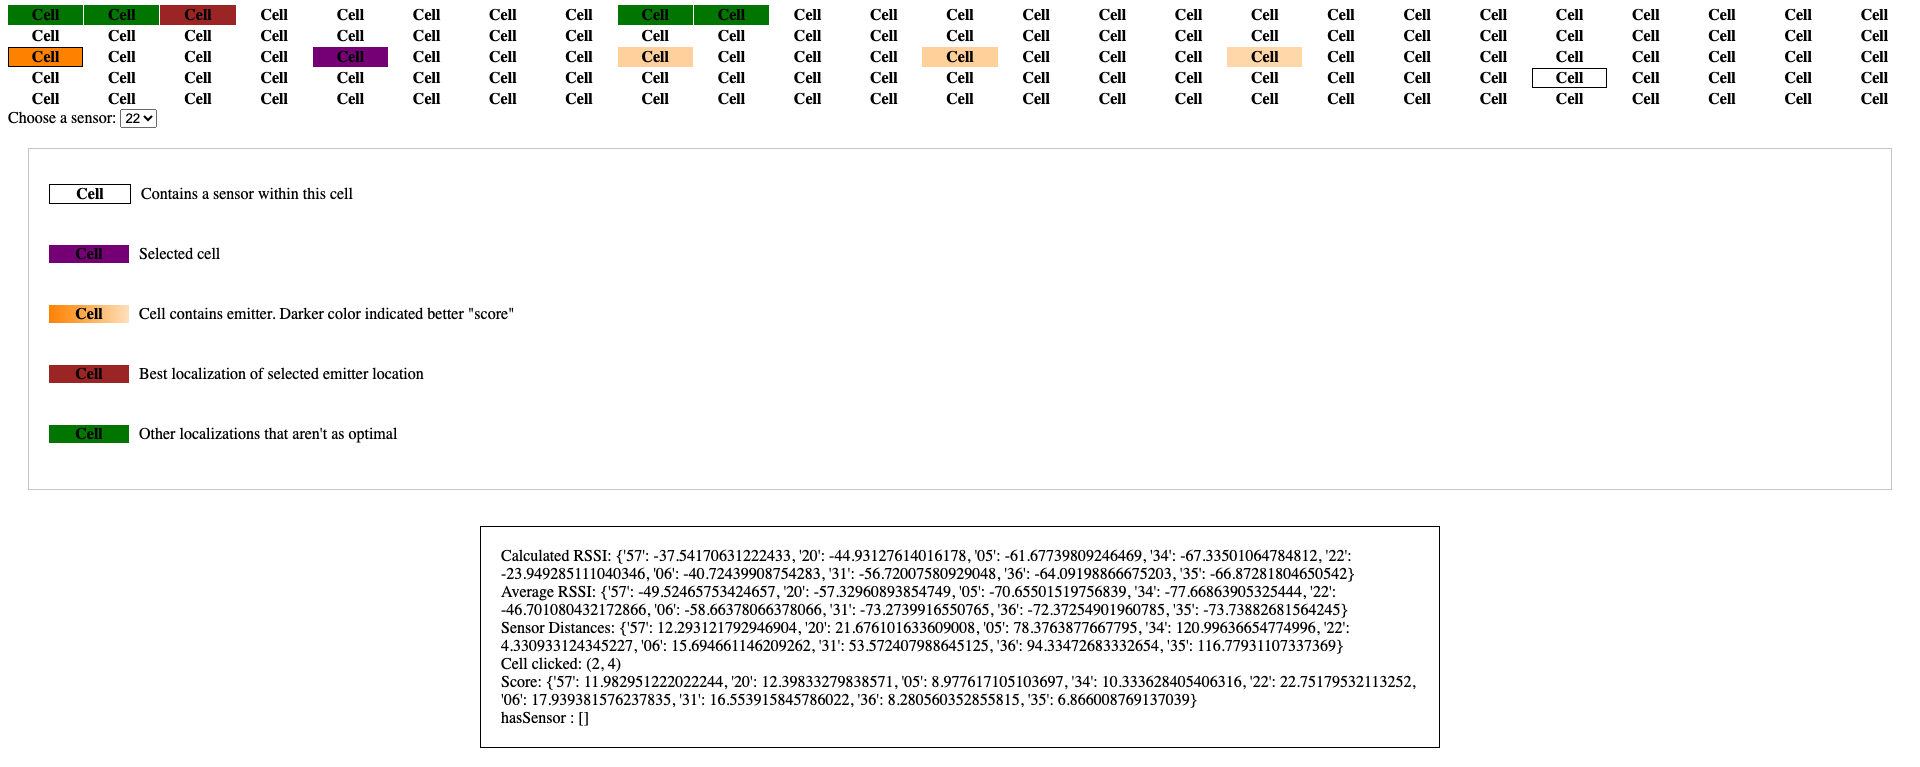 Cell Cell Cell Cell Cell Cell Cell Cell Cell Cell Cell Cell Cell Cell Cell Cell Cell Cell Cell Cell Cell Cell Cell Cell Cell
Cell Cell Cell Cell Cell Cell Cell Cell Cell Cell Cell Cell Cell Cell Cell Cell Cell Cell Cell Cell Cell Cell Cell Cell Cell
Cell Cell Cell Cell Cell Cell Cell Cell Cell Cell Cell Cell Cell Cell Cell Cell Cell Cell Cell Cell Cell Cell Cell Cell Cell
Cell Cell Cell Cell Cell Cell Cell Cell Cell Cell Cell Cell Cell Cell Cell Cell Cell Cell Cell Cell Cell Cell Cell Cell Cell
Cell Cell Cell Cell Cell Cell Cell Cell Cell Cell Cell Cell Cell Cell Cell Cell Cell Cell Cell Cell Cell Cell Cell Cell Cell
Choose a sensor: 22
Cell Contains a sensor within this cell
Cell Selected cell
Cell Cell contains emitter. Darker color indicated better "score"
Cell Best localization of selected emitter location
Cell Other localizations that aren't as optimal
Calculated RSSI: {'57': -37.54170631222433, '20': -44.93127614016178, '05': -61.67739809246469, '34': -67.33501064784812, '22':
-23.949285111040346, '06': -40.72439908754283, '31': -56.72007580929048, '36': -64.09198866675203, '35': -66.87281804650542}
Average RSSI: {'57': -49.52465753424657, '20': -57.32960893854749, '05': -70.65501519756839, '34': -77.66863905325444, '22':
-46.701080432172866, '06': -58.66378066378066, '31': -73.2739916550765, '36': -72.37254901960785, '35': -73.73882681564245}
Sensor Distances: {'57': 12.293121792946904, '20': 21.676101633609008, '05': 78.3763877667795, '34': 120.99636654774996, '22':
4.330933124345227, '06': 15.694661146209262, '31': 53.572407988645125, '36': 94.33472683332654, '35': 116.77931107337369}
Cell clicked: (2, 4)
Score: {'57': 11.982951222022244, '20': 12.39833279838571, '05': 8.977617105103697, '34': 10.333628405406316, '22': 22.75179532113252,
'06': 17.939381576237835, '31': 16.553915845786022, '36': 8.280560352855815, '35': 6.866008769137039}
hasSensor : []